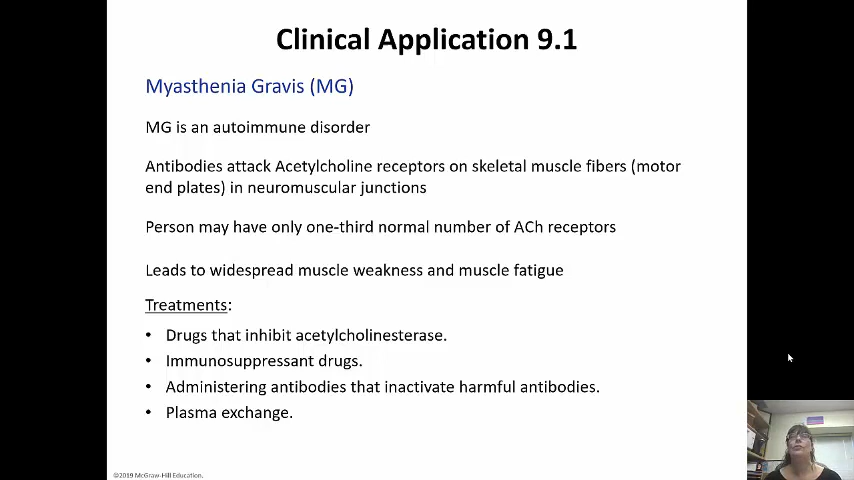 Clinical Application 9.1
Myasthenia Gravis (MG)
MG is an autoimmune disorder
Antibodies attack Acetylcholine receptors on skeletal muscle fibers (motor
end plates) in neuromuscular junctions
Person may have only one-third normal number of ACh receptors
Leads to widespread muscle weakness and muscle fatigue
Treatments:
• Drugs that inhibit acetylcholinesterase.
• Immunosuppressant drugs.
• Administering antibodies that inactivate harmful antibodies.
• Plasma exchange.
©2019 McGraw-Hill Education.